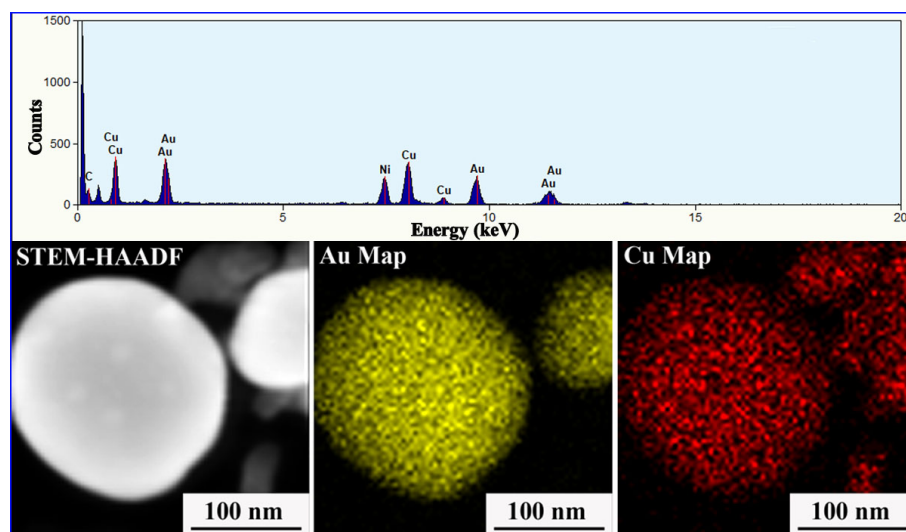 1500
1000
500
0
Counts
C
Cu
Cu
Au
Au
Ni
Cu
Cu
Au
Au
Au
0 5 10 15 20
Energy (keV)
STEM-HAADF
Au Map
Cu Map
100 nm
100 nm
100 nm